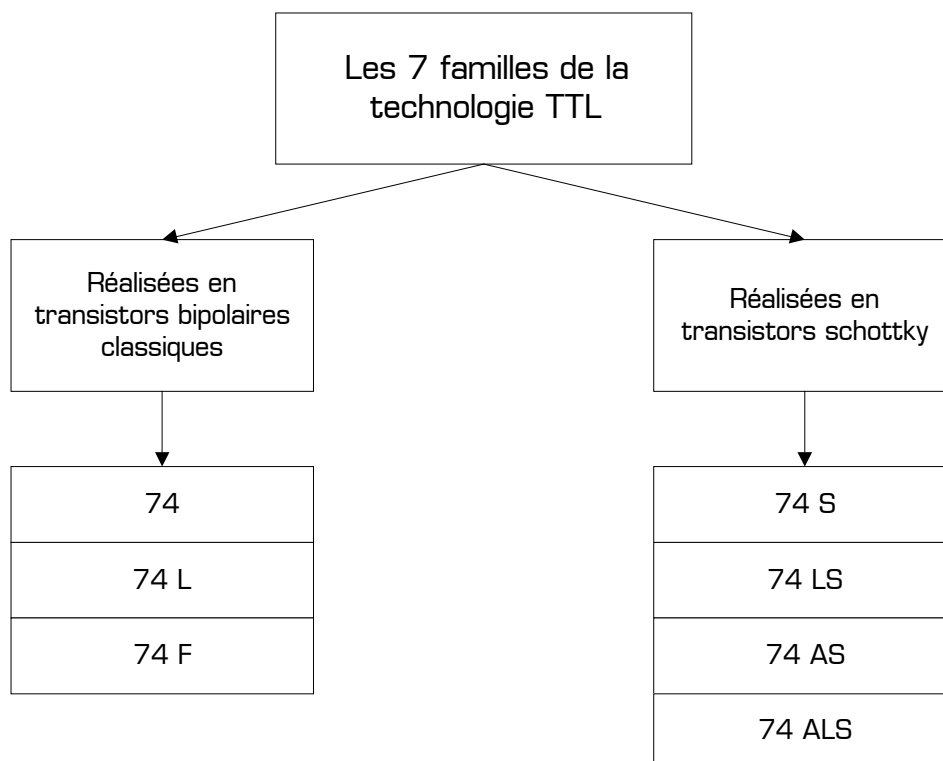 Les 7 familles de la
technologie TTL
Réalisées en
transistors bipolaires
classiques
Réalisées en
transistors schottky
74
74 L
74 F
74 S
74 LS
74 AS
74 ALS